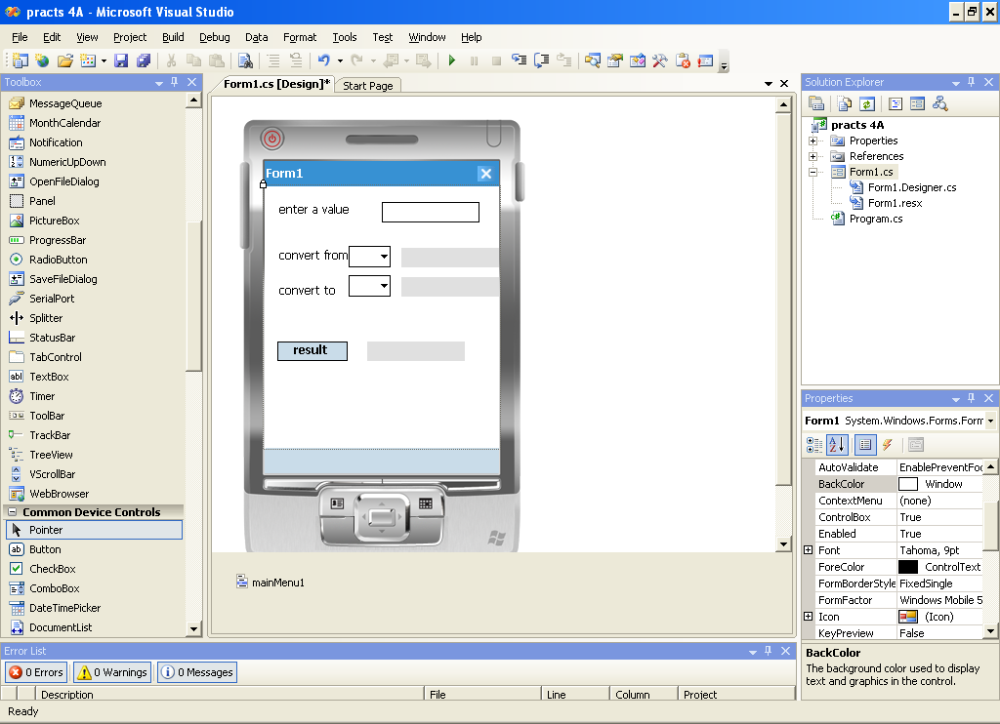 practs 4A - Microsoft Visual Studio
File Edit View Project Build Debug Data Format Tools Test Window Help
Toolbox
MessageQueue
MonthCalendar
Notification
NumericUpDown
OpenFileDialog
Panel
PictureBox
ProgressBar
RadioButton
SaveFileDialog
SerialPort
Splitter
StatusBar
TabControl
TextBox
Timer
ToolBar
TrackBar
TreeView
VScrollBar
WebBrowser
Common Device Controls
Pointer
Button
CheckBox
ComboBox
DateTimePicker
DocumentList
Form1.cs [Design]* Start Page
Form1
enter a value
convert from
convert to
result
mainMenu1
Solution Explorer
practs 4A
Properties
References
Form1.cs
Form1.Designer.cs
Form1.resx
Program.cs
Properties
Form1 System.Windows.Forms.Form
AutoValidate EnablePreventFoc
BackColor Window
ContextMenu (none)
ControlBox True
Enabled True
Font Tahoma, 9pt
ForeColor ControlText
FormBorderStyle FixedSingle
FormFactor Windows Mobile 5
Icon (Icon)
KeyPreview False
BackColor
The background color used to display
text and graphics in the control.
Error List
0 Errors 0 Warnings 0 Messages
Description File Line Column Project
Ready